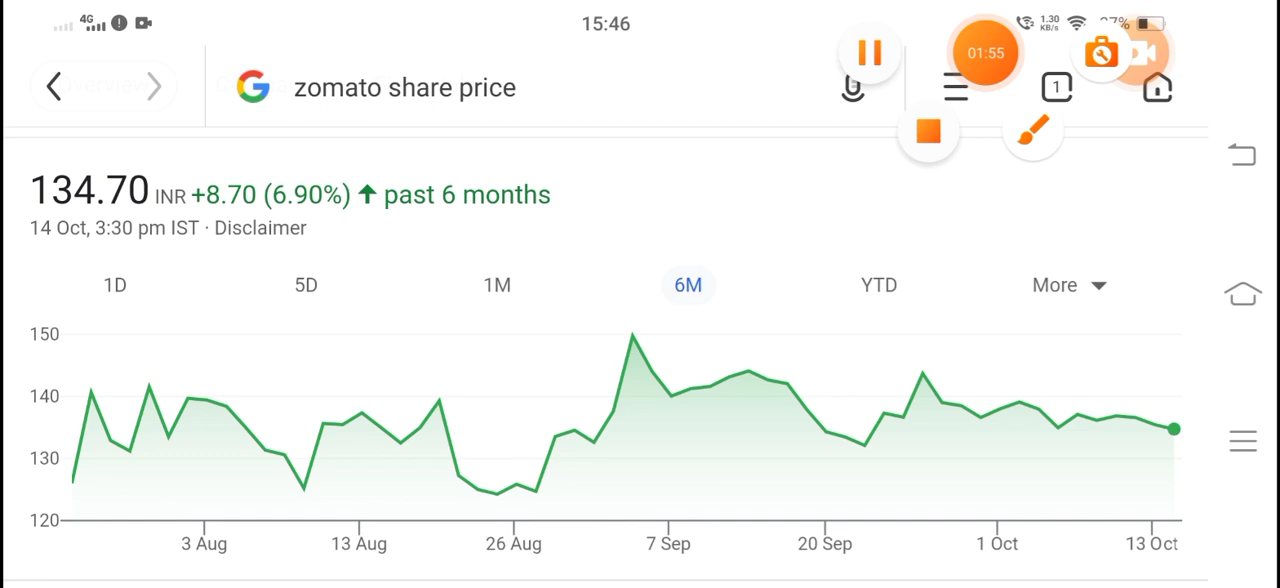 4G
15:46
1.30
KB/s
01:55
zomato share price
1
134.70 INR +8.70 (6.90%) ↑ past 6 months
14 Oct, 3:30 pm IST · Disclaimer
1D 5D 1M 6M YTD More
150
140
130
120
3 Aug 13 Aug 26 Aug 7 Sep 20 Sep 1 Oct 13 Oct